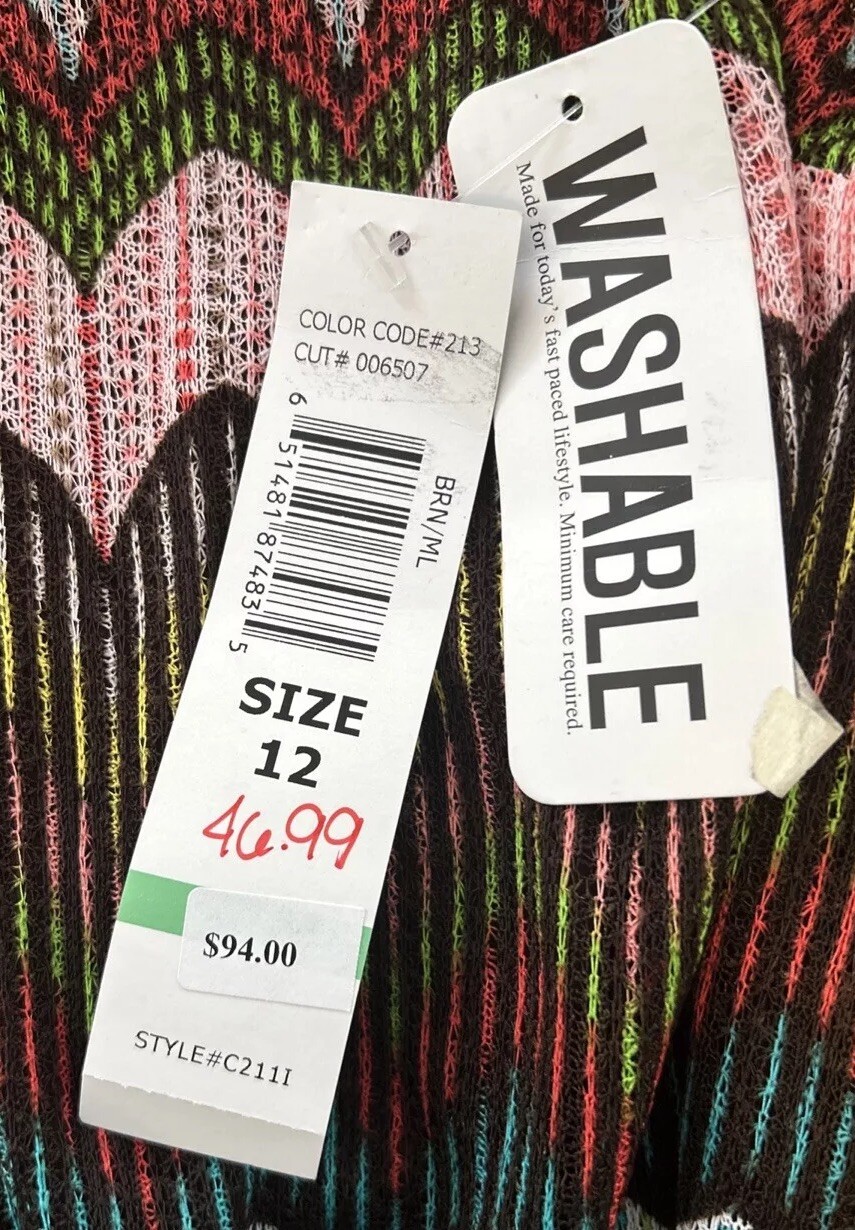 COLOR CODE#213
CUT# 006507
BRN/ML
6 51481 87483 5
SIZE
12
46.99
$94.00
STYLE#C211I
WASHABLE
Made for today's fast paced lifestyle. Minimum care required.